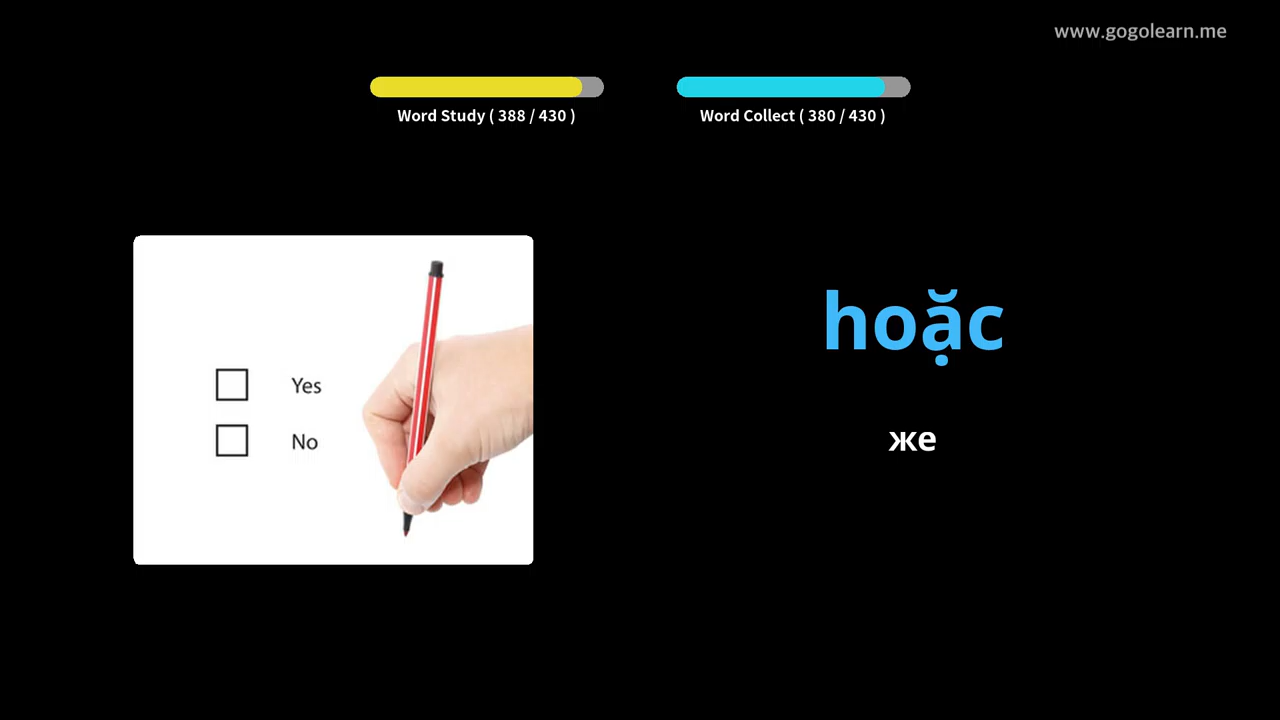 www.gogolearn.me
Word Study ( 388 / 430 )
Word Collect ( 380 / 430 )
Yes
No
hoặc
же